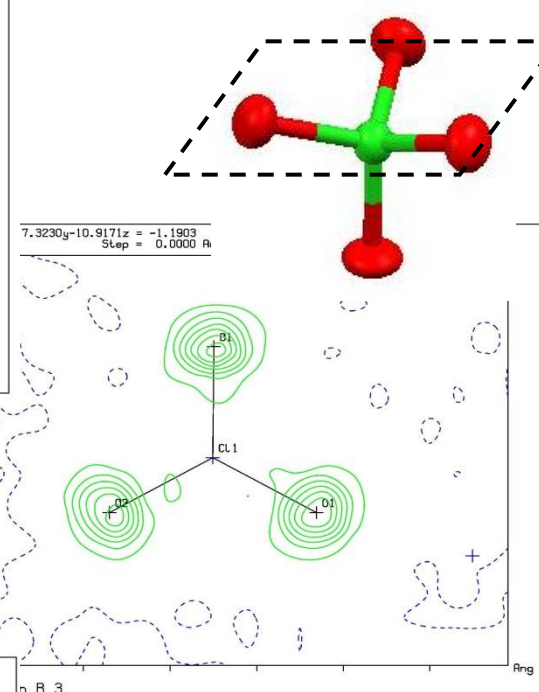 7.3230y-10.9171z = -1.1903
Step = 0.0000 A
O1
Cl1
O2
O1
Ang
R 3